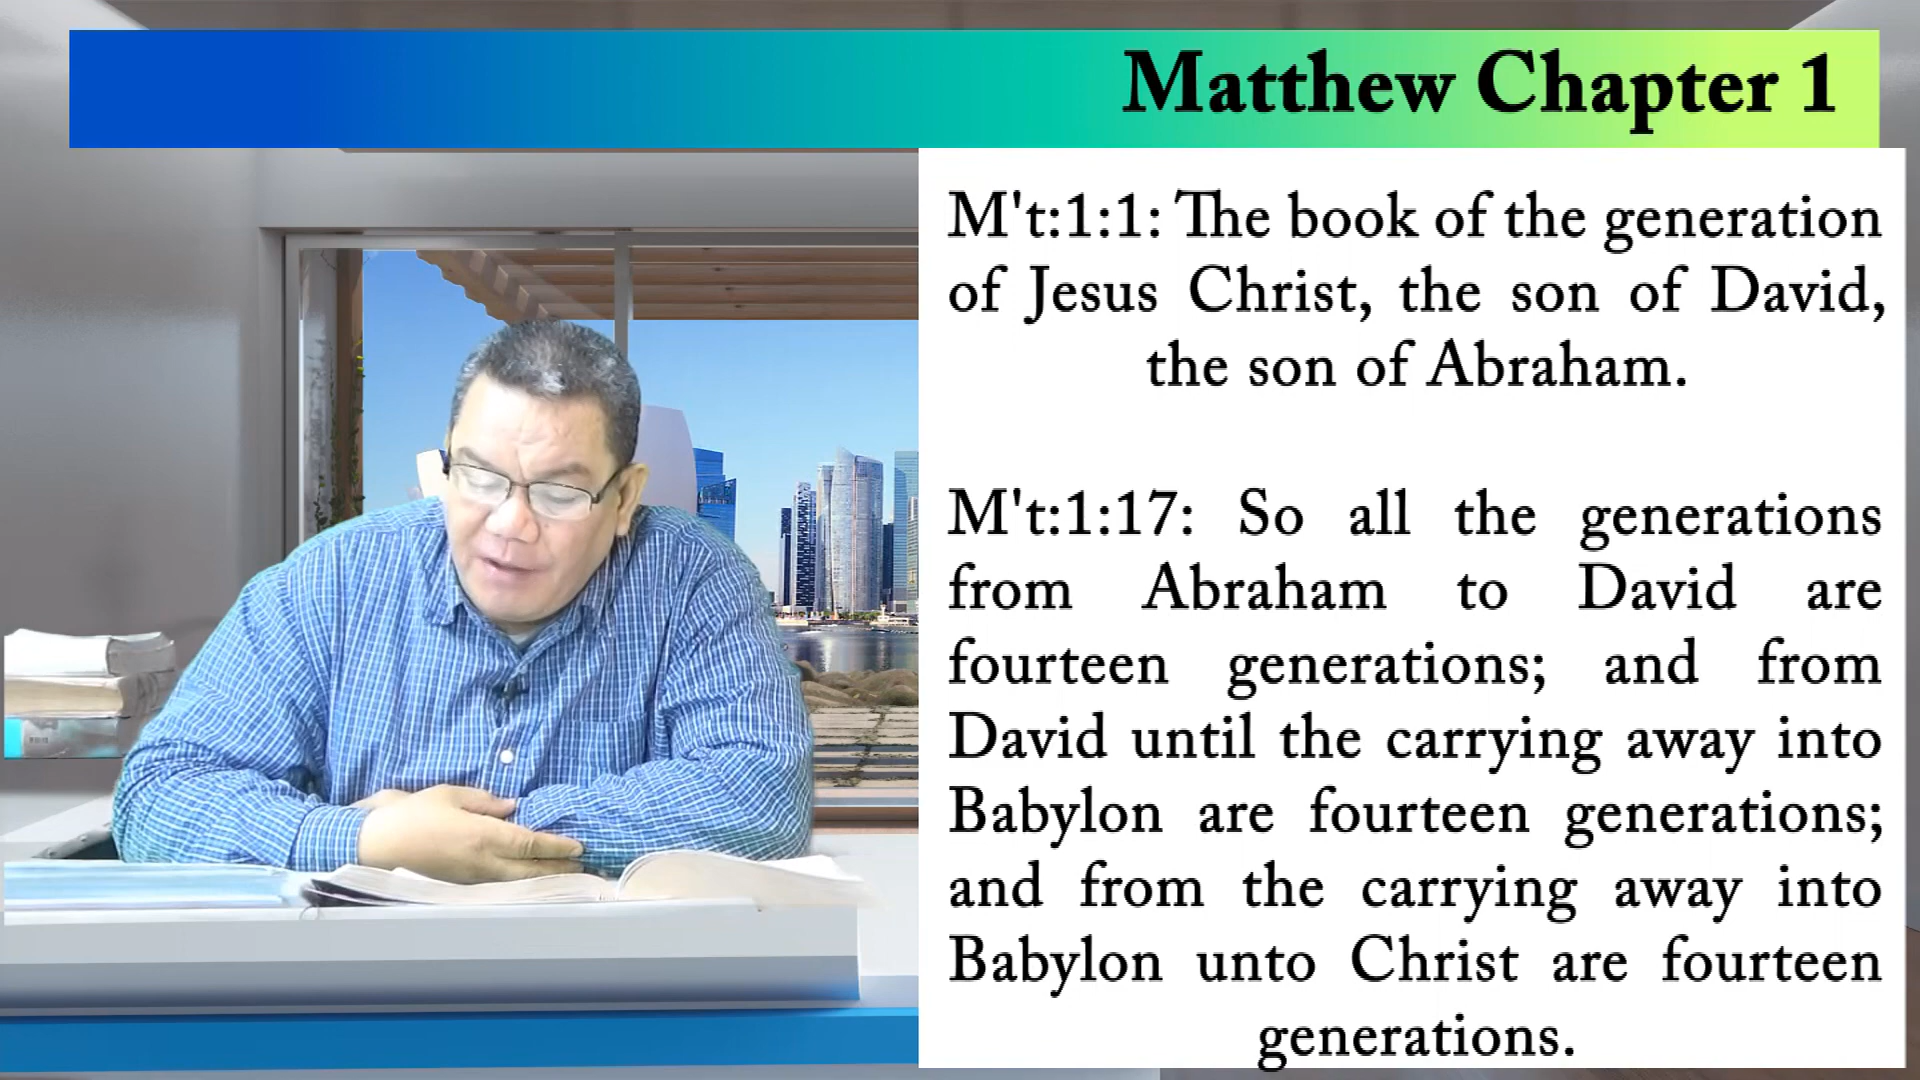 Matthew Chapter 1
M't:1:1: The book of the generation
of Jesus Christ, the son of David,
the son of Abraham.
M't:1:17: So all the generations
from Abraham to David are
fourteen generations; and from
David until the carrying away into
Babylon are fourteen generations;
and from the carrying away into
Babylon unto Christ are fourteen
generations.